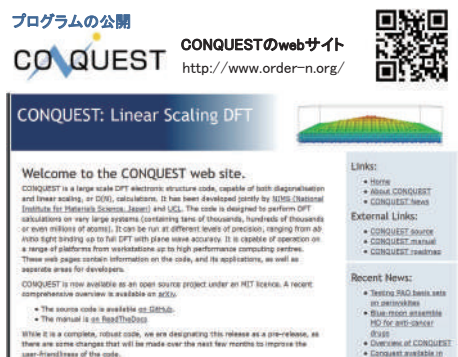 プログラムの公開
CONQUEST
CONQUESTのwebサイト
http://www.order-n.org/
CONQUEST: Linear Scaling DFT
Welcome to the CONQUEST web site.
CONQUEST is a large scale DFT electronic structure code, capable of both diagonalisation
and linear scaling, or O(N), calculations. It has been developed jointly by NIMS (National
Institute for Materials Science, Japan) and UCL. The code is designed to perform DFT
calculations on very large systems (containing tens of thousands, hundreds of thousands
or even millions of atoms). It can be run at different levels of precision, ranging from ab
initio tight binding up to full DFT with plane wave accuracy. It is capable of operation on
a range of platforms from workstations up to high performance computing centres.
These web pages contain information on the code, and its applications, as well as
separate areas for developers.
CONQUEST is now available as an open source project under an MIT licence. A recent
comprehensive overview is available on arXiv.
• The source code is available on GitHub.
• The manual is on ReadTheDocs
While it is a complete, robust code, we are designating this release as a pre-release, as
there are some changes that will be made over the next few months to improve the
user-friendliness of the code.
Links:
• Home
• About CONQUEST
• CONQUEST News
External Links:
• CONQUEST source
• CONQUEST manual
• CONQUEST roadmap
Recent News:
• Testing PAO basis sets
on perovskites
• Blue-moon ensemble
MD for anti-cancer
drugs
• Overview of CONQUEST
• Conquest available in